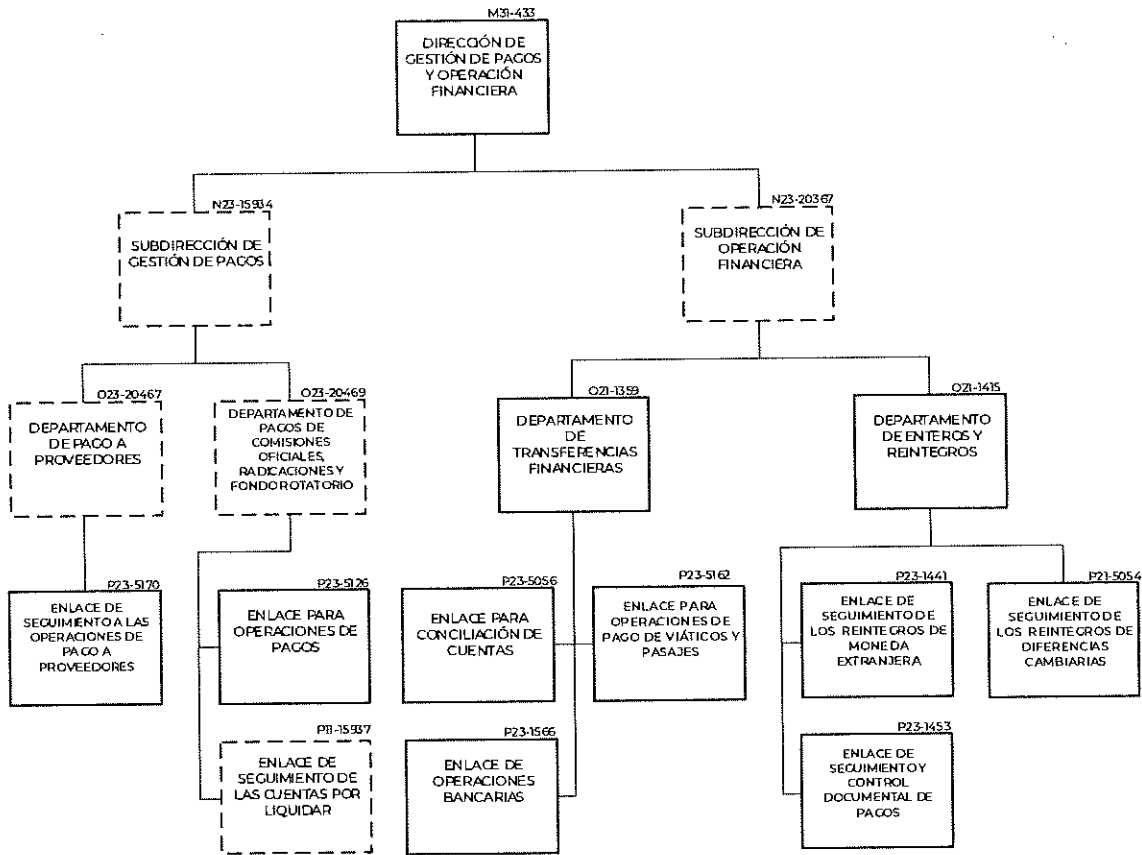 M31-433
DIRECCIÓN DE
GESTIÓN DE PAGOS
Y OPERACIÓN
FINANCIERA
N23-15934
SUBDIRECCIÓN DE
GESTIÓN DE PAGOS
N23-20367
SUBDIRECCIÓN DE
OPERACIÓN
FINANCIERA
O23-20467
DEPARTAMENTO
DE PAGO A
PROVEEDORES
O23-20469
DEPARTAMENTO DE
PAGOS DE
COMISIONES
OFICIALES,
RADICACIONES Y
FONDO ROTATORIO
O21-1359
DEPARTAMENTO
DE
TRANSFERENCIAS
FINANCIERAS
O21-1415
DEPARTAMENTO
DE ENTEROS Y
REINTEGROS
P23-5170
ENLACE DE
SEGUIMIENTO A LAS
OPERACIONES DE
PAGO A
PROVEEDORES
P23-5126
ENLACE PARA
OPERACIONES DE
PAGOS
P23-5056
ENLACE PARA
CONCILIACIÓN DE
CUENTAS
P23-5162
ENLACE PARA
OPERACIONES DE
PAGO DE VIÁTICOS Y
PASAJES
P23-1441
ENLACE DE
SEGUIMIENTO DE
LOS REINTEGROS DE
MONEDA
EXTRANJERA
P21-5054
ENLACE DE
SEGUIMIENTO DE
LOS REINTEGROS DE
DIFERENCIAS
CAMBIARIAS
P11-15937
ENLACE DE
SEGUIMIENTO DE
LAS CUENTAS POR
LIQUIDAR
P23-1566
ENLACE DE
OPERACIONES
BANCARIAS
P23-1453
ENLACE DE
SEGUIMIENTO Y
CONTROL
DOCUMENTAL DE
PAGOS